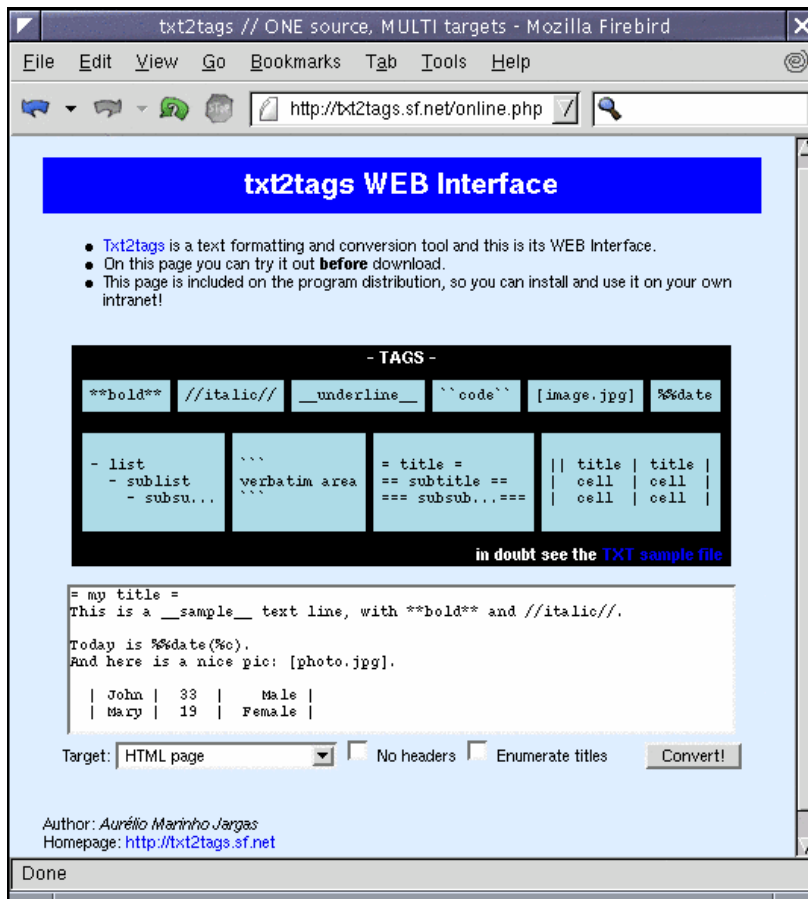 txt2tags // ONE source, MULTI targets - Mozilla Firebird
File Edit View Go Bookmarks Tab Tools Help
STOP http://txt2tags.sf.net/online.php
txt2tags WEB Interface
● Txt2tags is a text formatting and conversion tool and this is its WEB Interface.
● On this page you can try it out before download.
● This page is included on the program distribution, so you can install and use it on your own
intranet!
- TAGS -
**bold** //italic// __underline__ ``code`` [image.jpg] %%date
- list
- sublist
- subsu...
```
verbatim area
```
= title =
== subtitle ==
=== subsub...===
|| title | title |
| cell | cell |
| cell | cell |
in doubt see the TXT sample file
= my title =
This is a __sample__ text line, with **bold** and //italic//.
Today is %%date(%c).
And here is a nice pic: [photo.jpg].
| John | 33 | Male |
| Mary | 19 | Female |
Target: HTML page No headers Enumerate titles Convert!
Author: Aurélio Marinho Jargas
Homepage: http://txt2tags.sf.net
Done